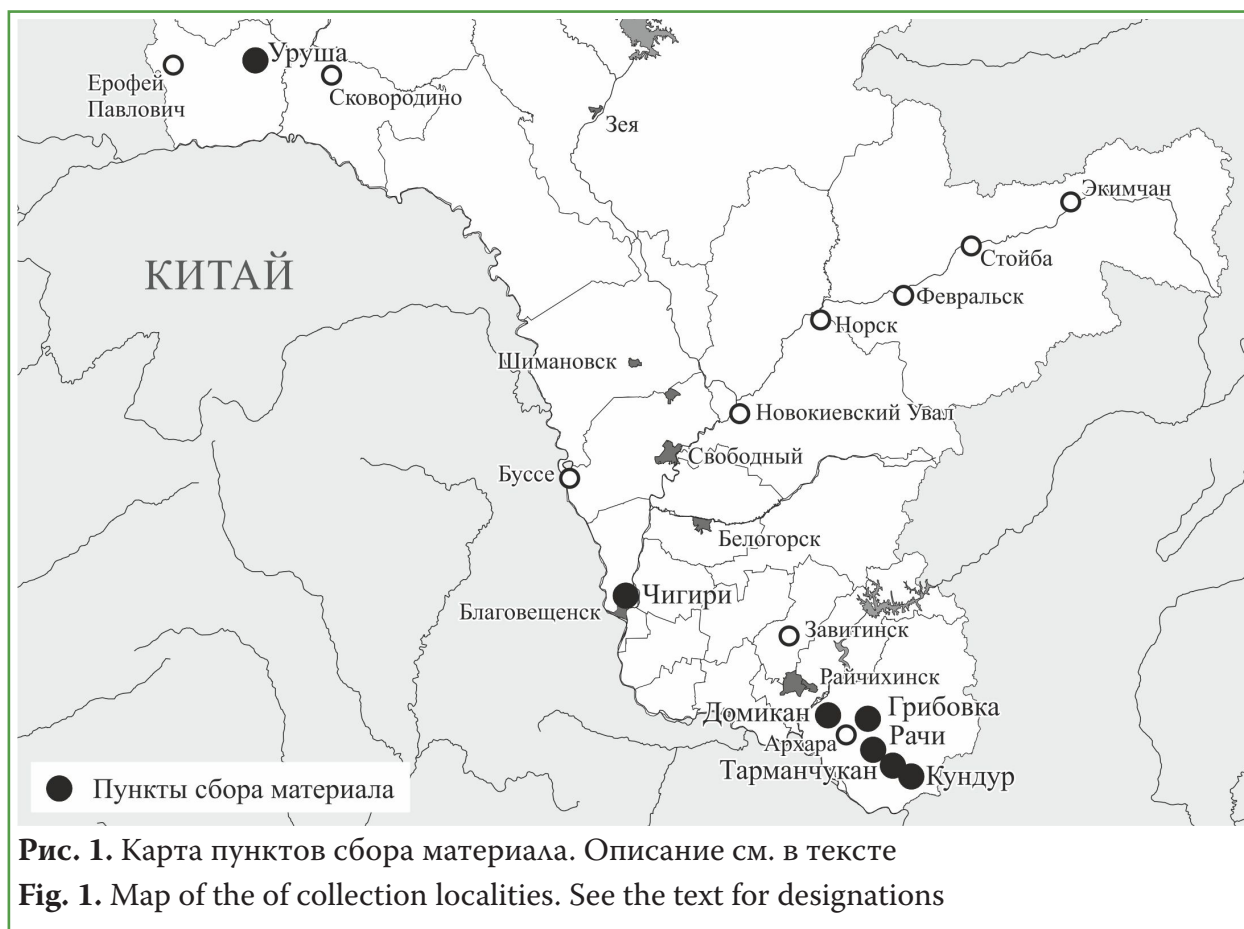 Уруша
Ерофей
Павлович
Сковородино
Зея
Экимчан
Стойба
КИТАЙ
Февральск
Норск
Шимановск
Новокиевский Увал
Свободный
Буссе
Белогорск
Чигири
Благовещенск
Завитинск
Райчихинск
Домикан
Грибовка
Архара
Рачи
Тарманчукан
Кундур
Пункты сбора материала
Рис. 1. Карта пунктов сбора материала. Описание см. в тексте
Fig. 1. Map of the of collection localities. See the text for designations